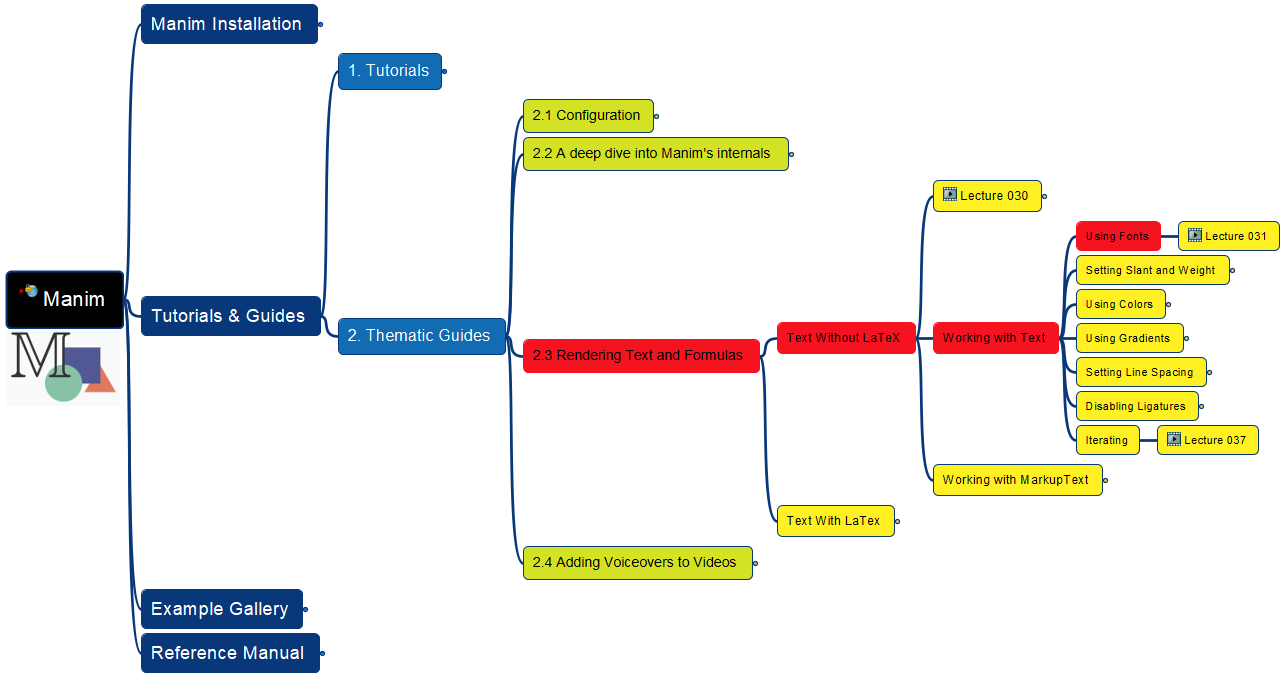 Manim
M
Manim Installation
Tutorials & Guides
1. Tutorials
2. Thematic Guides
2.1 Configuration
2.2 A deep dive into Manim's internals
2.3 Rendering Text and Formulas
Text Without LaTeX
Lecture 030
Working with Text
Using Fonts
Lecture 031
Setting Slant and Weight
Using Colors
Using Gradients
Setting Line Spacing
Disabling Ligatures
Iterating
Lecture 037
Working with MarkupText
Text With LaTex
2.4 Adding Voiceovers to Videos
Example Gallery
Reference Manual